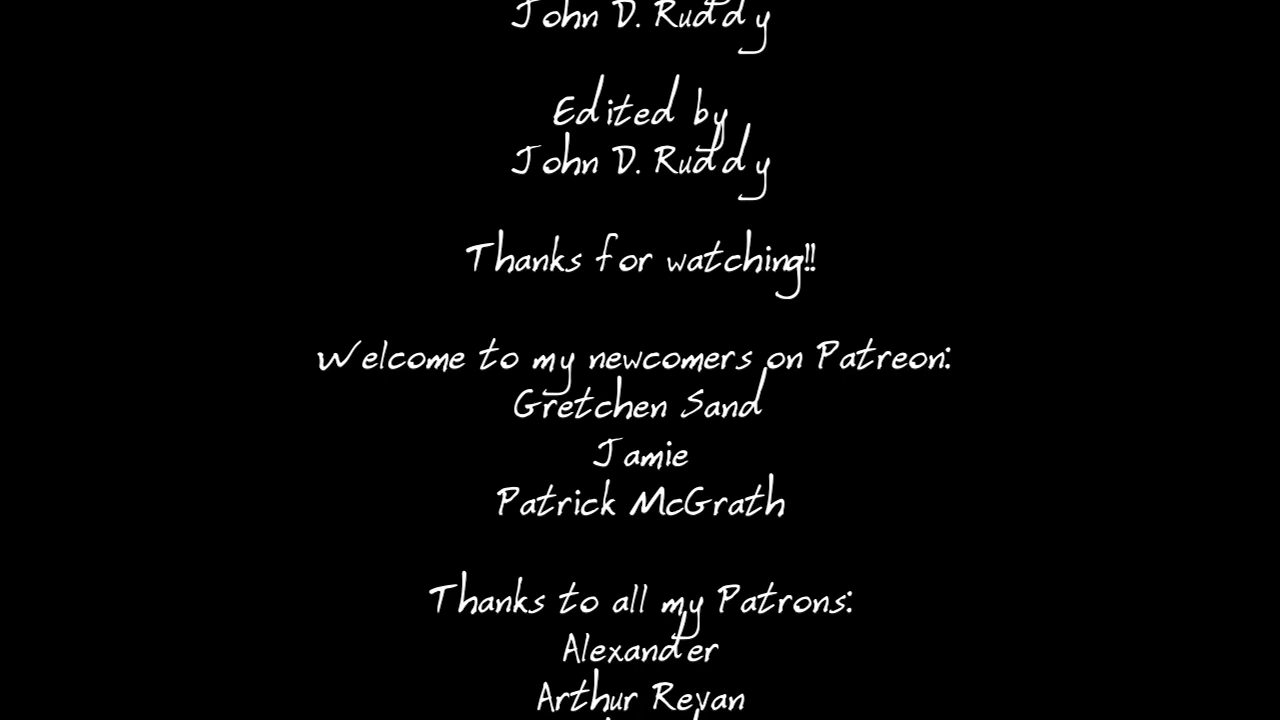 John D. Ruddy
Edited by
John D. Ruddy
Thanks for watching!!
Welcome to my newcomers on Patreon:
Gretchen Sand
Jamie
Patrick McGrath
Thanks to all my Patrons:
Alexander
Arthur Revan